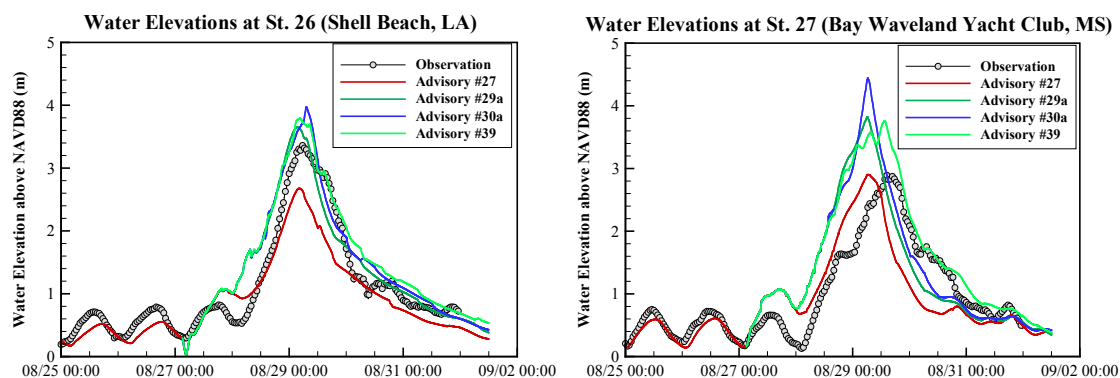 Water Elevations at St. 26 (Shell Beach, LA)
Water Elevation above NAVD88 (m)
5
4
3
2
1
0
Observation
Advisory #27
Advisory #29a
Advisory #30a
Advisory #39
08/25 00:00
08/27 00:00
08/29 00:00
08/31 00:00
09/02 00:00
Water Elevations at St. 27 (Bay Waveland Yacht Club, MS)
Water Elevation above NAVD88 (m)
5
4
3
2
1
0
Observation
Advisory #27
Advisory #29a
Advisory #30a
Advisory #39
08/25 00:00
08/27 00:00
08/29 00:00
08/31 00:00
09/02 00:00